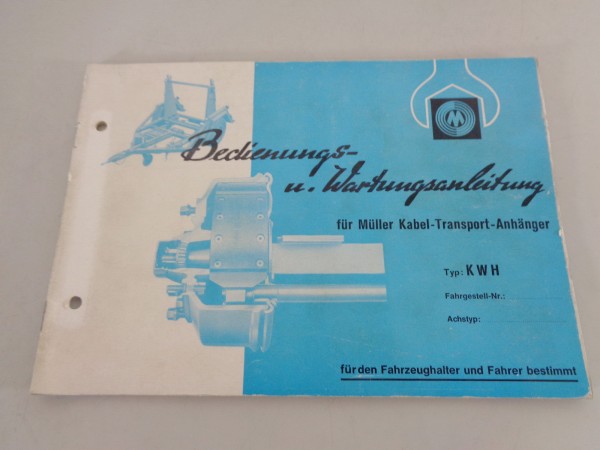 M
Bedienungs-
u. Wartungsanleitung
für Müller Kabel-Transport-Anhänger
Typ: KWH
Fahrgestell-Nr.:
Achstyp:
für den Fahrzeughalter und Fahrer bestimmt